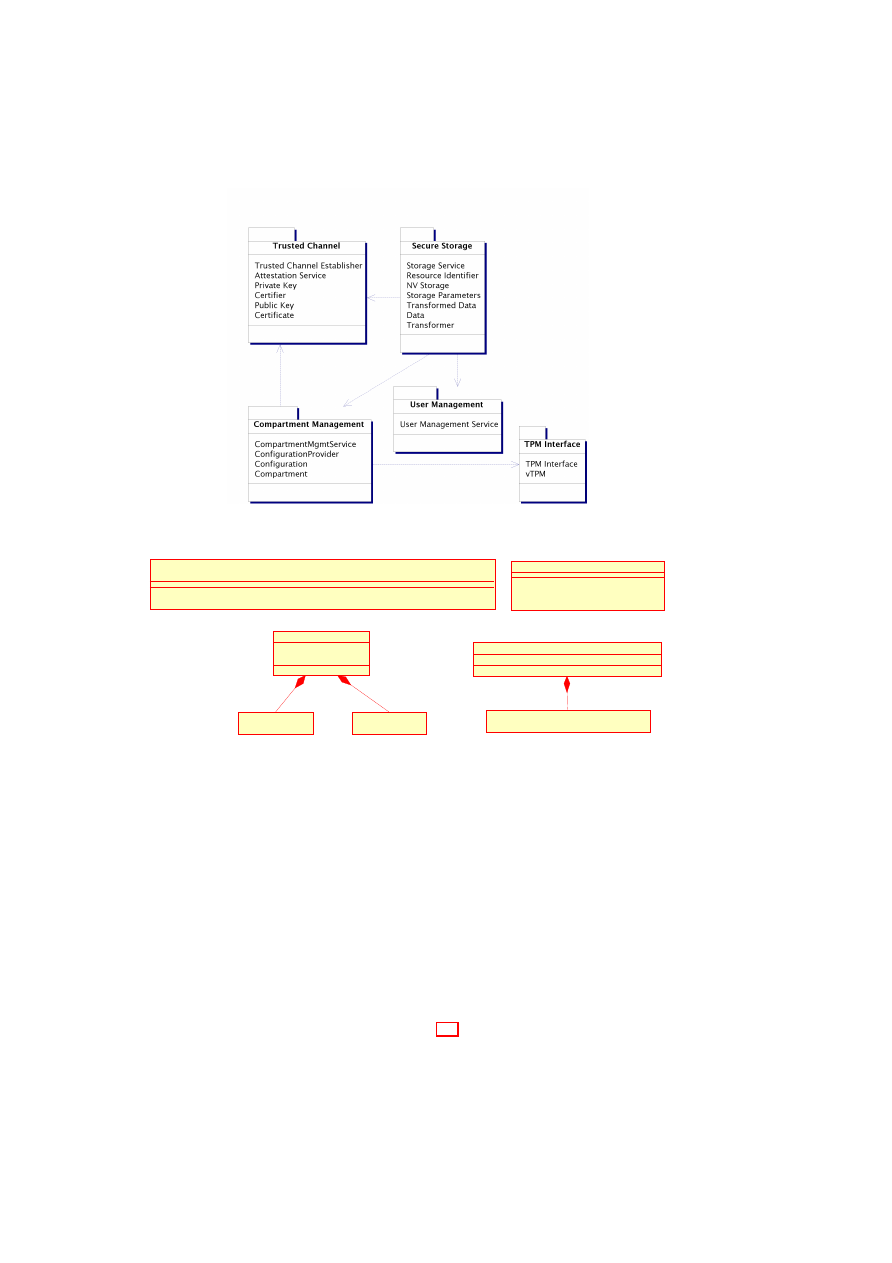 Trusted Channel
Trusted Channel Establisher
Attestation Service
Private Key
Certifier
Public Key
Certificate
Secure Storage
Storage Service
Resource Identifier
NV Storage
Storage Parameters
Transformed Data
Data
Transformer
User Management
User Management Service
Compartment Management
CompartmentMgmtService
ConfigurationProvider
Configuration
Compartment
TPM Interface
TPM Interface
vTPM